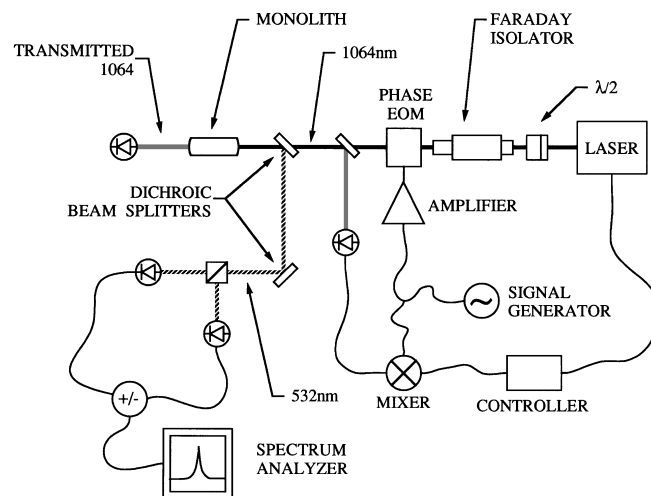 MONOLITH
FARADAY
ISOLATOR
TRANSMITTED
1064
1064nm
PHASE
EOM
λ/2
LASER
DICHROIC
BEAM SPLITTERS
AMPLIFIER
SIGNAL
GENERATOR
532nm
MIXER
CONTROLLER
+/-
SPECTRUM
ANALYZER